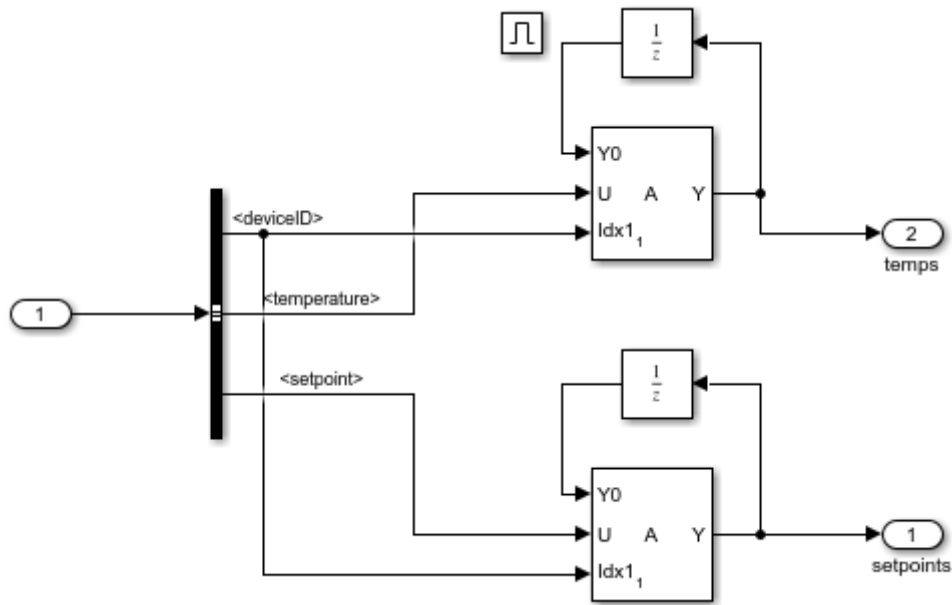 1
z
Y0
U A Y
Idx1 1
<deviceID>
2
temps
<temperature>
1
<setpoint>
1
z
Y0
U A Y
Idx1 1
1
setpoints